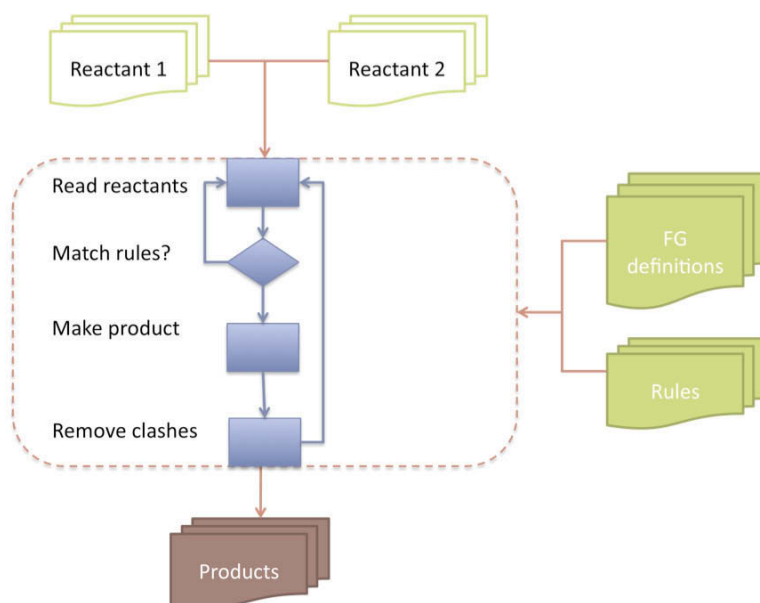 Reactant 1
Reactant 2
Read reactants
Match rules?
Make product
Remove clashes
FG
definitions
Rules
Products